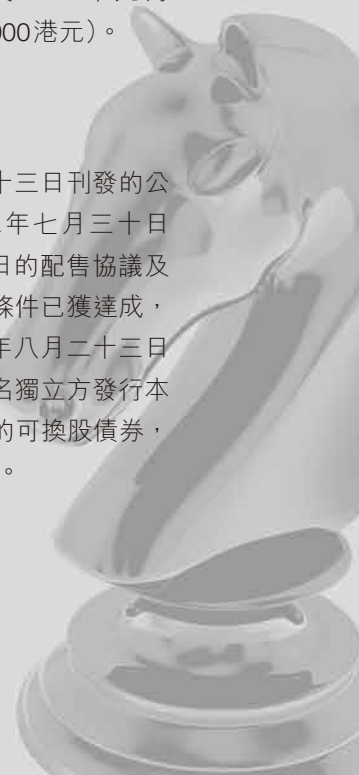 000港元）。
十三日刊發的公
年七月三十日
日的配售協議及
條件已獲達成，
年八月二十三日
名獨立方發行本
的可換股債券，
。